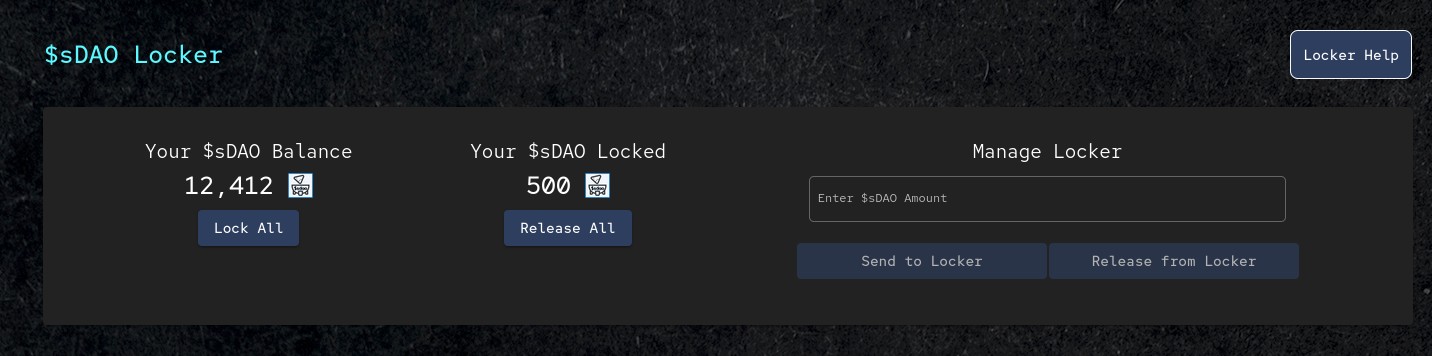 $sDAO Locker
Locker Help
Your $sDAO Balance
12,412
Lock All
Your $sDAO Locked
500
Release All
Manage Locker
Enter $sDAO Amount
Send to Locker
Release from Locker